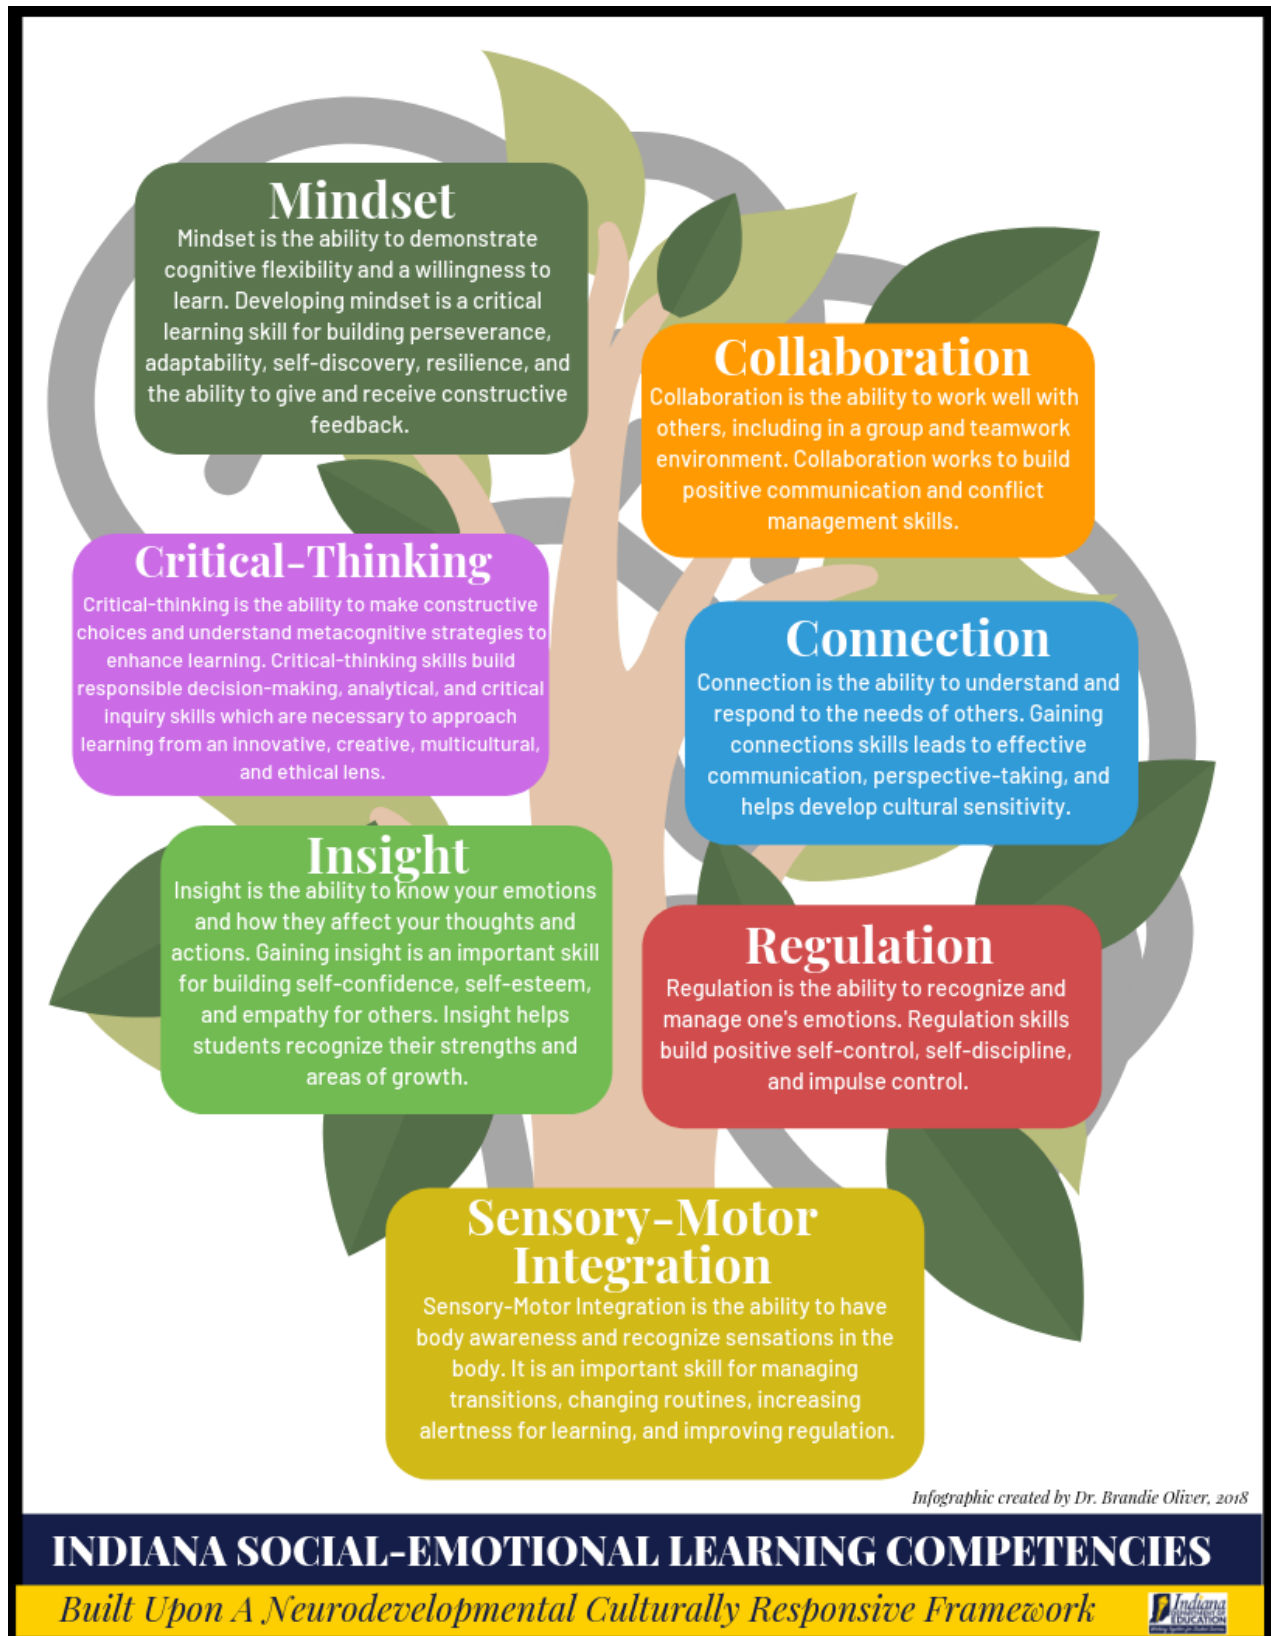 Mindset
Mindset is the ability to demonstrate
cognitive flexibility and a willingness to
learn. Developing mindset is a critical
learning skill for building perseverance,
adaptability, self-discovery, resilience, and
the ability to give and receive constructive
feedback.
Collaboration
Collaboration is the ability to work well with
others, including in a group and teamwork
environment. Collaboration works to build
positive communication and conflict
management skills.
Critical-Thinking
Critical-thinking is the ability to make constructive
choices and understand metacognitive strategies to
enhance learning. Critical-thinking skills build
responsible decision-making, analytical, and critical
inquiry skills which are necessary to approach
learning from an innovative, creative, multicultural,
and ethical lens.
Connection
Connection is the ability to understand and
respond to the needs of others. Gaining
connections skills leads to effective
communication, perspective-taking, and
helps develop cultural sensitivity.
Insight
Insight is the ability to know your emotions
and how they affect your thoughts and
actions. Gaining insight is an important skill
for building self-confidence, self-esteem,
and empathy for others. Insight helps
students recognize their strengths and
areas of growth.
Regulation
Regulation is the ability to recognize and
manage one's emotions. Regulation skills
build positive self-control, self-discipline,
and impulse control.
Sensory-Motor
Integration
Sensory-Motor Integration is the ability to have
body awareness and recognize sensations in the
body. It is an important skill for managing
transitions, changing routines, increasing
alertness for learning, and improving regulation.
Infographic created by Dr. Brandie Oliver, 2018
INDIANA SOCIAL-EMOTIONAL LEARNING COMPETENCIES
Built Upon A Neurodevelopmental Culturally Responsive Framework
Indiana
DEPARTMENT OF
EDUCATION
Working Together for Student Success